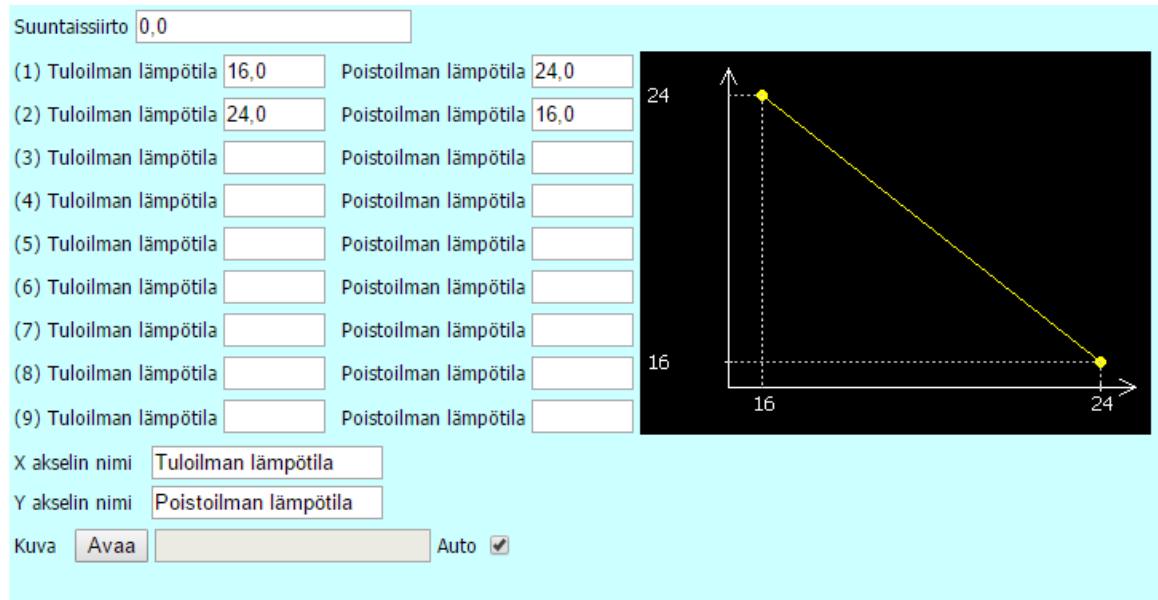 Suuntaissiirto 0,0
(1) Tuloilman lämpötila 16,0 Poistoilman lämpötila 24,0
(2) Tuloilman lämpötila 24,0 Poistoilman lämpötila 16,0
(3) Tuloilman lämpötila Poistoilman lämpötila
(4) Tuloilman lämpötila Poistoilman lämpötila
(5) Tuloilman lämpötila Poistoilman lämpötila
(6) Tuloilman lämpötila Poistoilman lämpötila
(7) Tuloilman lämpötila Poistoilman lämpötila
(8) Tuloilman lämpötila Poistoilman lämpötila
(9) Tuloilman lämpötila Poistoilman lämpötila
24
16
16 24
X akselin nimi Tuloilman lämpötila
Y akselin nimi Poistoilman lämpötila
Kuva Avaa Auto